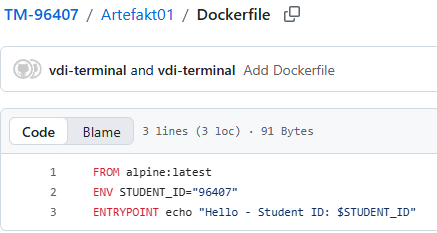 TM-96407 / Artefakt01 / Dockerfile
vdi-terminal and vdi-terminal Add Dockerfile
Code Blame 3 lines (3 loc) · 91 Bytes
1 FROM alpine:latest
2 ENV STUDENT_ID="96407"
3 ENTRYPOINT echo "Hello - Student ID: $STUDENT_ID"